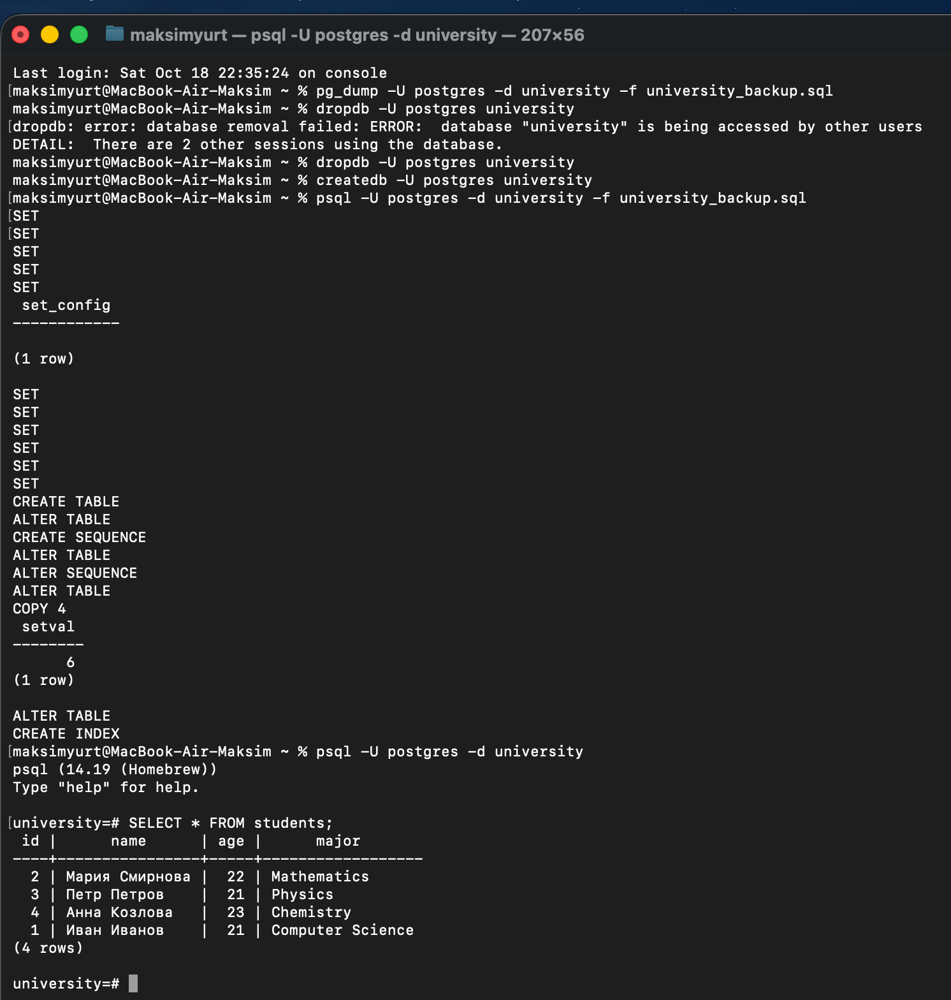 maksimyurt — psql -U postgres -d university — 207×56
Last login: Sat Oct 18 22:35:24 on console
[maksimyurt@MacBook-Air-Maksim ~ % pg_dump -U postgres -d university -f university_backup.sql
maksimyurt@MacBook-Air-Maksim ~ % dropdb -U postgres university
[dropdb: error: database removal failed: ERROR:  database "university" is being accessed by other users
DETAIL:  There are 2 other sessions using the database.
maksimyurt@MacBook-Air-Maksim ~ % dropdb -U postgres university
maksimyurt@MacBook-Air-Maksim ~ % createdb -U postgres university
[maksimyurt@MacBook-Air-Maksim ~ % psql -U postgres -d university -f university_backup.sql
[SET
[SET
SET
SET
SET
 set_config
------------
(1 row)
SET
SET
SET
SET
SET
SET
CREATE TABLE
ALTER TABLE
CREATE SEQUENCE
ALTER TABLE
ALTER SEQUENCE
ALTER TABLE
COPY 4
 setval
--------
      6
(1 row)
ALTER TABLE
CREATE INDEX
[maksimyurt@MacBook-Air-Maksim ~ % psql -U postgres -d university
psql (14.19 (Homebrew))
Type "help" for help.
[university=# SELECT * FROM students;
 id |      name      | age |      major
----+----------------+-----+------------------
  2 | Мария Смирнова |  22 | Mathematics
  3 | Петр Петров    |  21 | Physics
  4 | Анна Козлова   |  23 | Chemistry
  1 | Иван Иванов    |  21 | Computer Science
(4 rows)
university=#